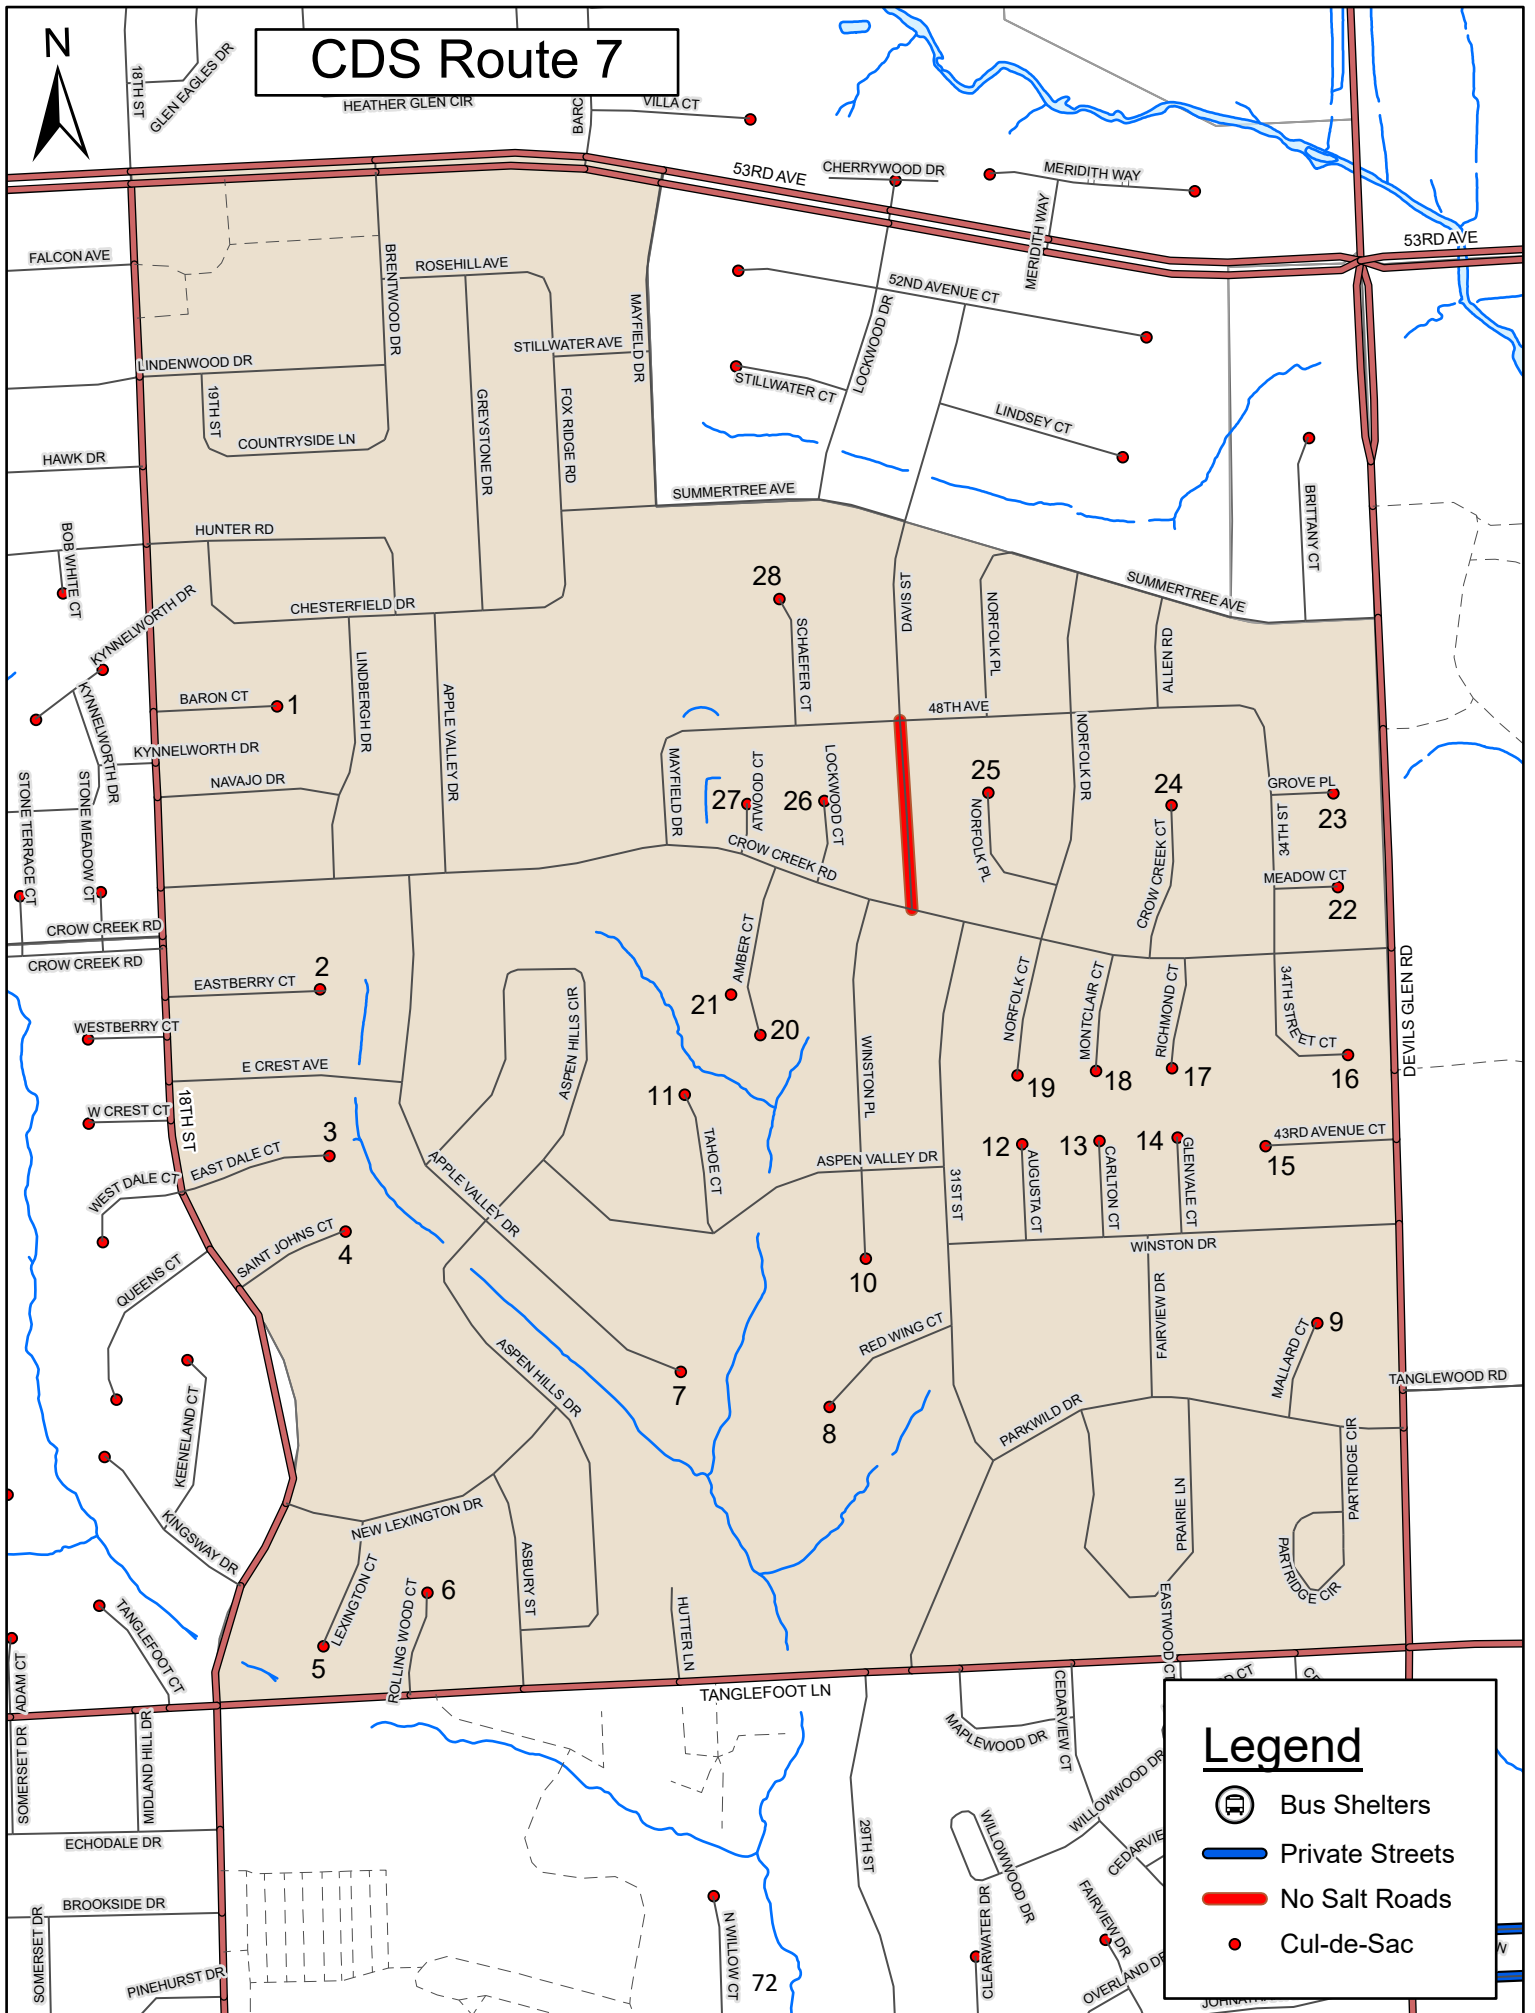 N
CDS Route 7
18TH ST
GLEN EAGLES DR
HEATHER GLEN CIR
BARC
VILLA CT
53RD AVE
CHERRYWOOD DR
MERIDITH WAY
MERIDITH WAY
53RD AVE
FALCON AVE
BRENTWOOD DR
ROSEHILL AVE
MAYFIELD DR
52ND AVENUE CT
LOCKWOOD DR
STILLWATER AVE
LINDENWOOD DR
19TH ST
COUNTRYSIDE LN
GREYSTONE DR
FOX RIDGE RD
STILLWATER CT
LINDSEY CT
HAWK DR
SUMMERTREE AVE
BRITTANY CT
HUNTER RD
BOB WHITE CT
KYNNELWORTH DR
CHESTERFIELD DR
28
SCHAEFER CT
DAVIS ST
NORFOLK PL
SUMMERTREE AVE
ALLEN RD
BARON CT
1
LINDBERGH DR
APPLE VALLEY DR
48TH AVE
KYNNELWORTH DR
KYNNELWORTH DR
NAVAJO DR
STONE TERRACE CT
STONE MEADOW CT
MAYFIELD DR
27
ATWOOD CT
26
LOCKWOOD CT
25
NORFOLK PL
NORFOLK DR
24
CROW CREEK CT
GROVE PL
23
34TH ST
MEADOW CT
22
CROW CREEK RD
CROW CREEK RD
CROW CREEK RD
EASTBERRY CT
2
AMBER CT
21
20
ASPEN HILLS CIR
WINSTON PL
NORFOLK CT
19
MONTCLAIR CT
18
RICHMOND CT
17
34TH STREET CT
16
DEVILS GLEN RD
WESTBERRY CT
E CREST AVE
W CREST CT
18TH ST
11
TAHOE CT
3
EAST DALE CT
WEST DALE CT
APPLE VALLEY DR
ASPEN VALLEY DR
31ST ST
12
AUGUSTA CT
13
CARLTON CT
14
GLENVALE CT
43RD AVENUE CT
15
SAINT JOHNS CT
4
QUEENS CT
10
WINSTON DR
FAIRVIEW DR
RED WING CT
MALLARD CT
9
TANGLEWOOD RD
ASPEN HILLS DR
7
8
PARKWILD DR
KEENELAND CT
KINGSWAY DR
NEW LEXINGTON DR
PRAIRIE LN
PARTRIDGE CIR
PARTRIDGE CIR
LEXINGTON CT
5
ROLLING WOOD CT
6
ASBURY ST
HUTTER LN
EASTWOOD CT
TANGLEFOOT CT
ADAM CT
TANGLEFOOT LN
SOMERSET DR
MIDLAND HILL DR
MAPLEWOOD DR
CEDARVIEW CT
D CT
ECHODALE DR
29TH ST
WILLOWWOOD DR
WILLOWWOOD DR
CEDARVIE
BROOKSIDE DR
SOMERSET DR
PINEHURST DR
N WILLOW CT
72
CLEARWATER DR
FAIRVIEW DR
OVERLAND DR
Legend
Bus Shelters
Private Streets
No Salt Roads
Cul-de-Sac